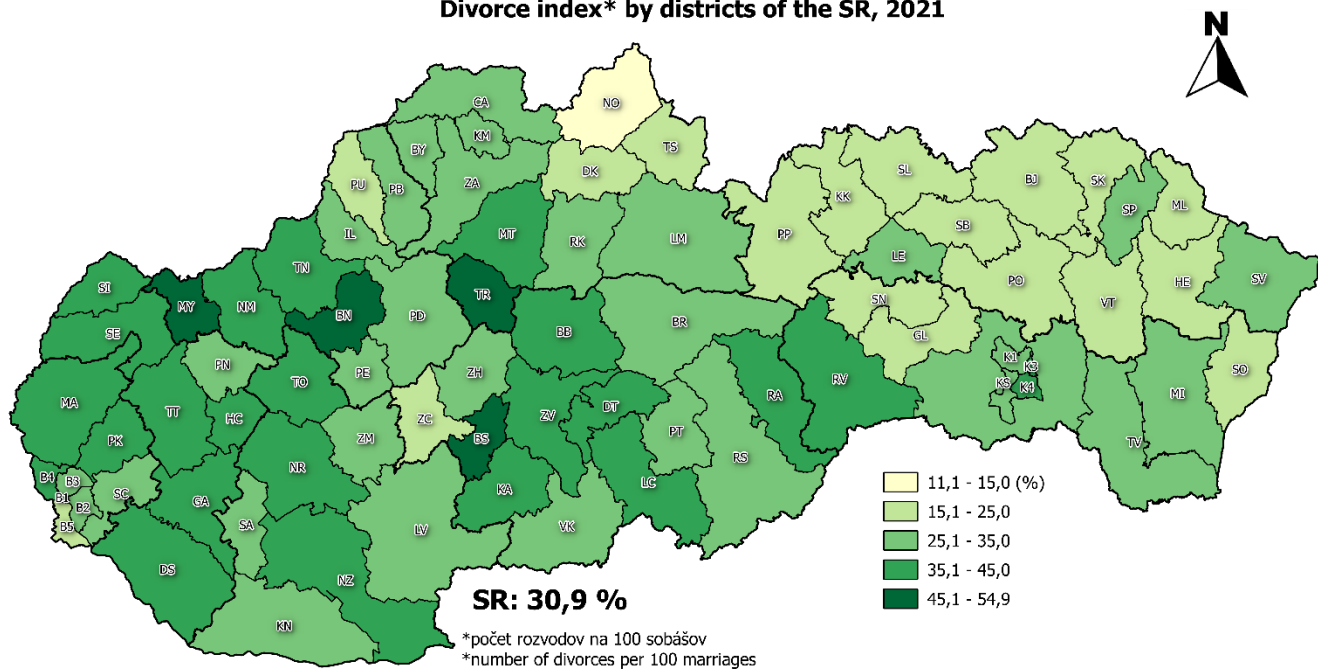 Divorce index* by districts of the SR, 2021
N
CA
NO
KM
TS
BY
DK
ZA
PU
PB
SL
BJ
SK
KK
SP
ML
IL
MT
RK
LM
PP
SB
LE
TN
PO
HE
SV
SI
MY
NM
BN
TR
SN
VT
SE
PD
BB
BR
GL
PN
K1
K3
PE
ZH
SO
MA
TO
RV
KS
K4
TT
HC
ZC
ZV
DT
RA
MI
PK
ZM
BS
PT
TV
B4
B3
NR
RS
B1
SC
B2
GA
KA
LC
B5
SA
LV
VK
DS
NZ
KN
11,1 - 15,0 (%)
15,1 - 25,0
25,1 - 35,0
35,1 - 45,0
45,1 - 54,9
SR: 30,9 %
*počet rozvodov na 100 sobášov
*number of divorces per 100 marriages